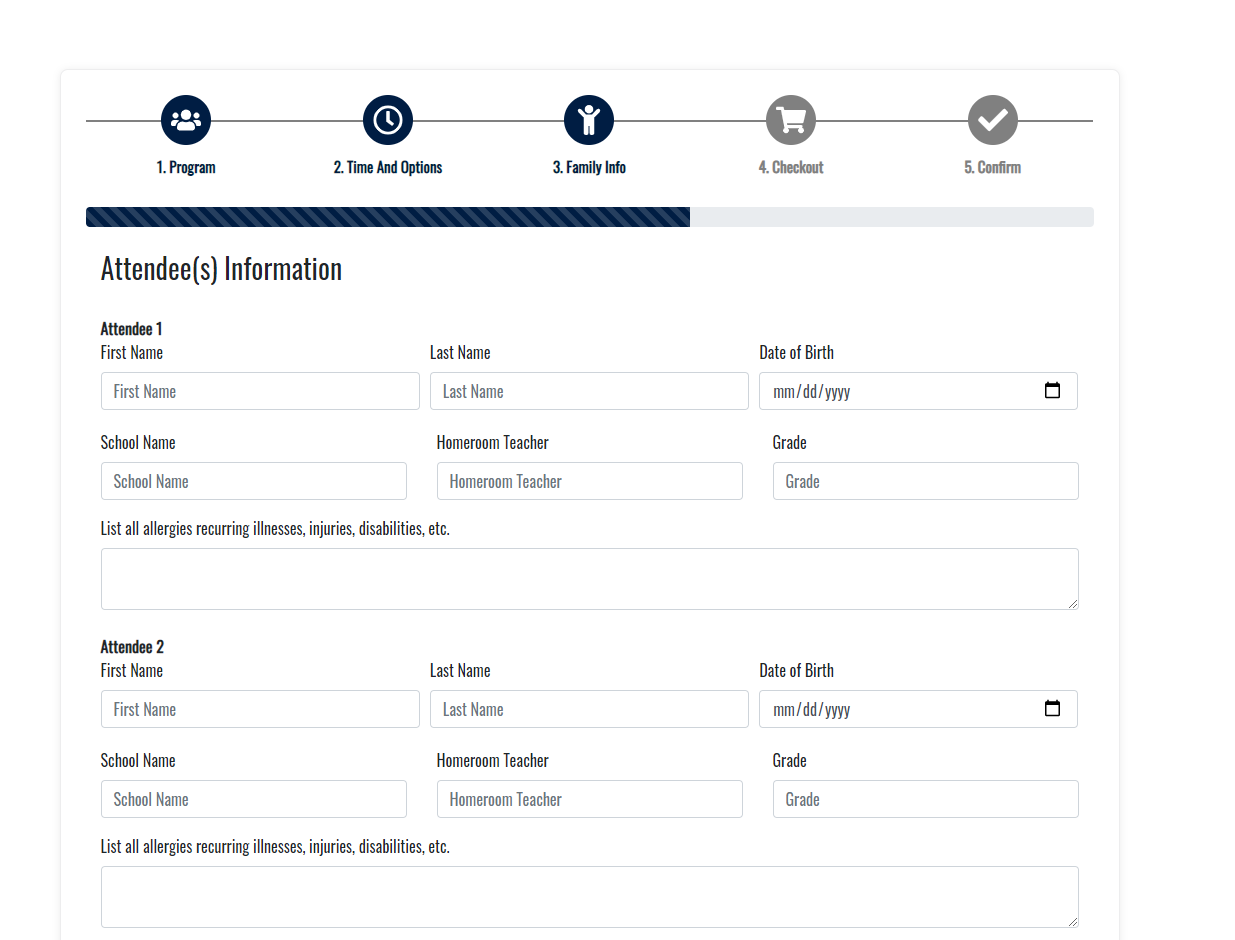 1. Program 2. Time And Options 3. Family Info 4. Checkout 5. Confirm
Attendee(s) Information
Attendee 1
First Name Last Name Date of Birth
First Name Last Name mm/dd/yyyy
School Name Homeroom Teacher Grade
School Name Homeroom Teacher Grade
List all allergies recurring illnesses, injuries, disabilities, etc.
Attendee 2
First Name Last Name Date of Birth
First Name Last Name mm/dd/yyyy
School Name Homeroom Teacher Grade
School Name Homeroom Teacher Grade
List all allergies recurring illnesses, injuries, disabilities, etc.